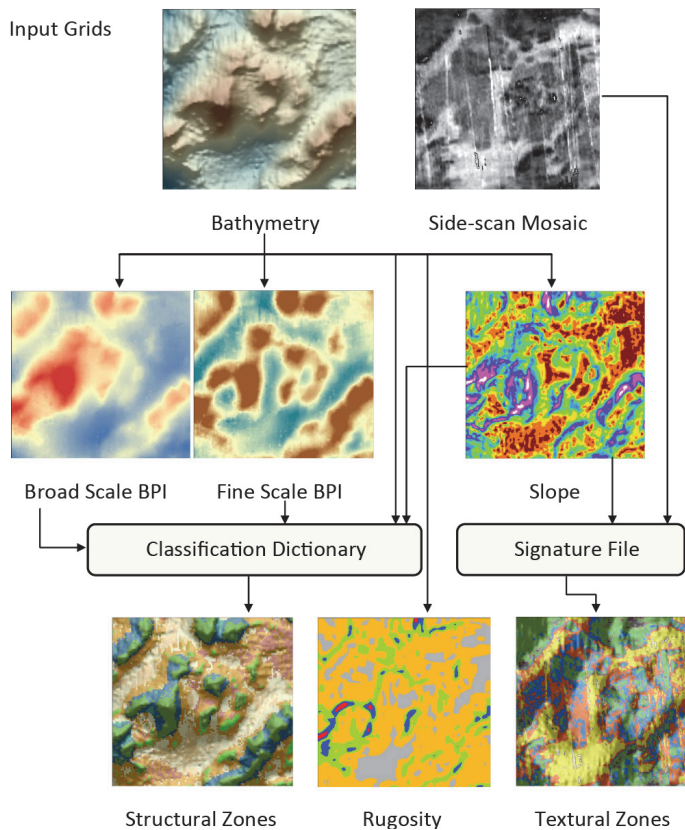 Input Grids
Bathymetry
Side-scan Mosaic
Broad Scale BPI
Fine Scale BPI
Slope
Classification Dictionary
Signature File
Structural Zones
Rugosity
Textural Zones